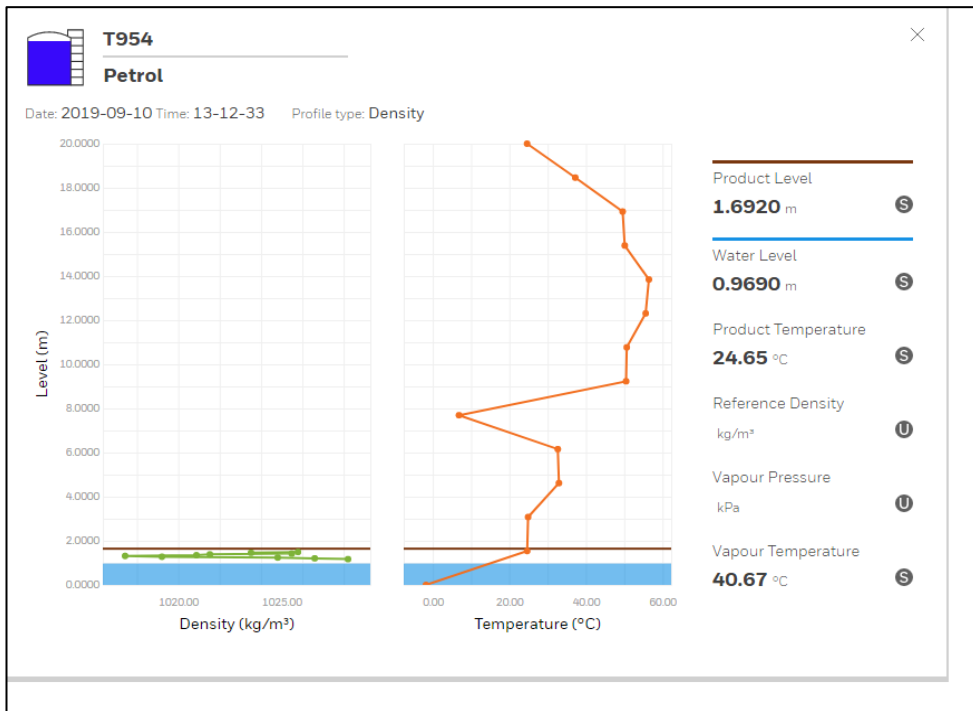 T954
Petrol
Date: 2019-09-10 Time: 13-12-33 Profile type: Density
20.0000
18.0000
16.0000
14.0000
12.0000
10.0000
8.0000
6.0000
4.0000
2.0000
0.0000
Level (m)
1020.00 1025.00
Density (kg/m³)
0.00 20.00 40.00 60.00
Temperature (°C)
Product Level
1.6920 m S
Water Level
0.9690 m S
Product Temperature
24.65 °C S
Reference Density
kg/m³ U
Vapour Pressure
kPa U
Vapour Temperature
40.67 °C S